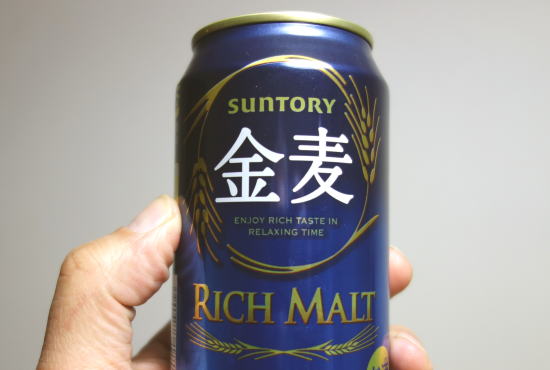 SUNTORY
金麦
ENJOY RICH TASTE IN
RELAXING TIME
RICH MALT